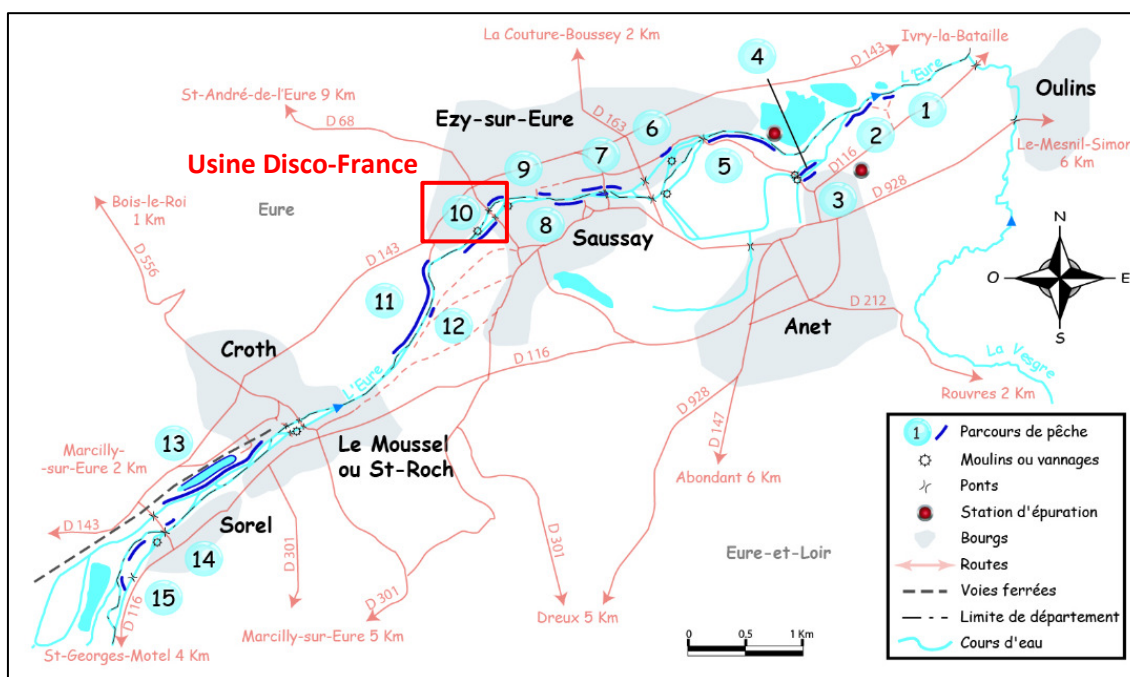 La Couture-Boussey 2 Km
D 143
Ivry-la-Bataille
4
L'Eure
Oulins
St-André-de-l'Eure 9 Km
D 68
Ezy-sur-Eure
D 163
6
1
2
Le-Mesnil-Simon
6 km
Usine Disco-France
9
7
5
D 116
D 928
3
Bois-le-Roi
1 Km
Eure
10
8
Saussay
N
O
E
S
D 556
D 143
11
12
Anet
D 212
Croth
D 116
La Vesgre
L'Eure
D 928
D 147
Rouvres 2 Km
13
Marcilly-
-sur-Eure 2 Km
Le Moussel
ou St-Roch
Abondant 6 Km
D 143
Sorel
14
D 301
D 301
D 301
Eure-et-Loir
15
D 116
Marcilly-sur-Eure 5 Km
Dreux 5 Km
St-Georges-Motel 4 Km
0
0.5
1 Km
1
Parcours de pêche
Moulins ou vannages
Ponts
Station d'épuration
Bourgs
Routes
Voies ferrées
Limite de département
Cours d'eau